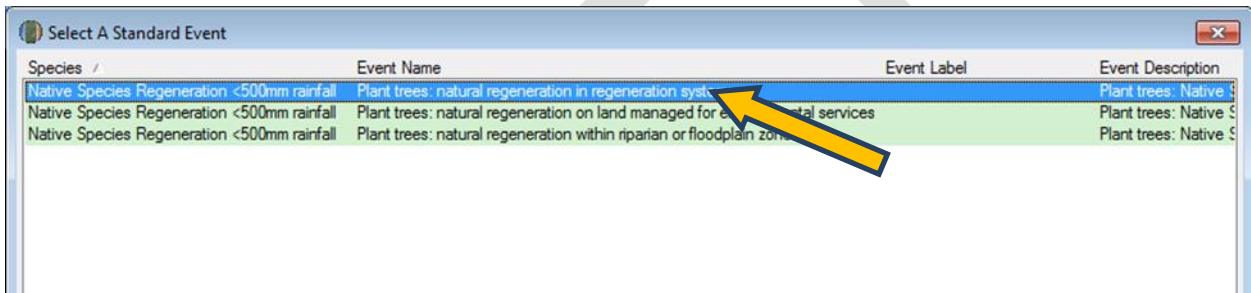 Select A Standard Event
Species Event Name Event Label Event Description
Native Species Regeneration <500mm rainfall Plant trees: natural regeneration in regeneration Plant trees: Native
Native Species Regeneration <500mm rainfall Plant trees: natural regeneration on land managed for services Plant trees: Native
Native Species Regeneration <500mm rainfall Plant trees: natural regeneration within riparian or floodplain Plant trees: Native